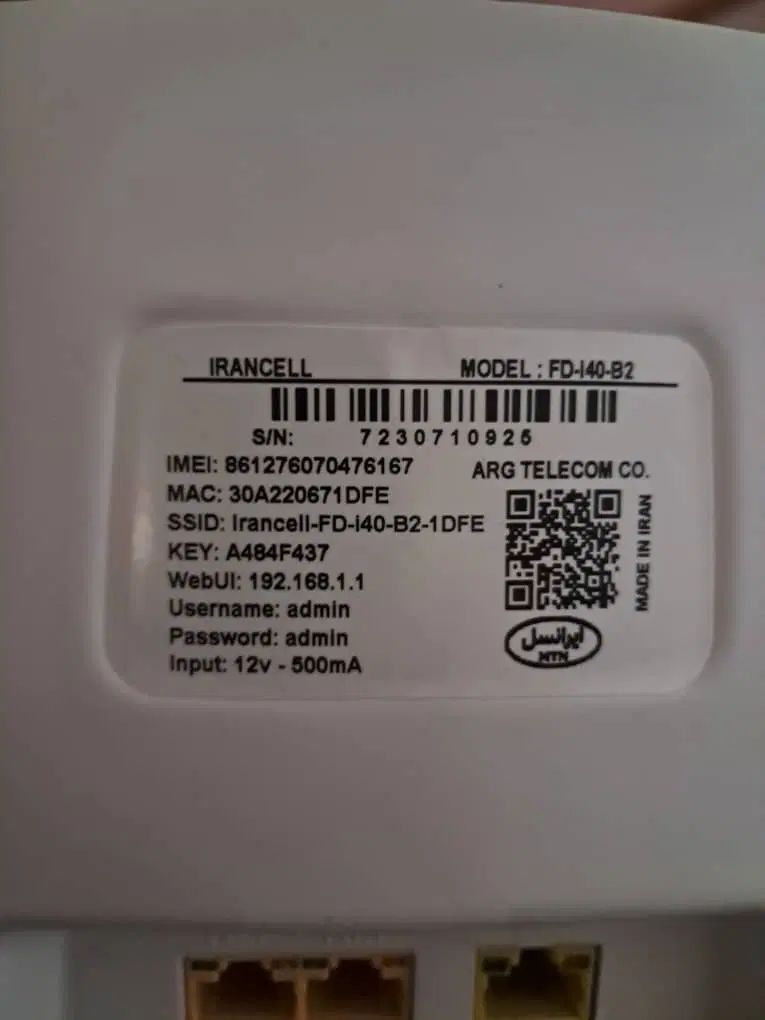 IRANCELL MODEL : FD-i40-B2
S/N: 7230710925
IMEI: 861276070476167
ARG TELECOM CO.
MAC: 30A220671DFE
SSID: Irancell-FD-i40-B2-1DFE
KEY: A484F437
WebUI: 192.168.1.1
Username: admin
Password: admin
Input: 12v - 500mA
MADE IN IRAN
ایرانسل
MTN